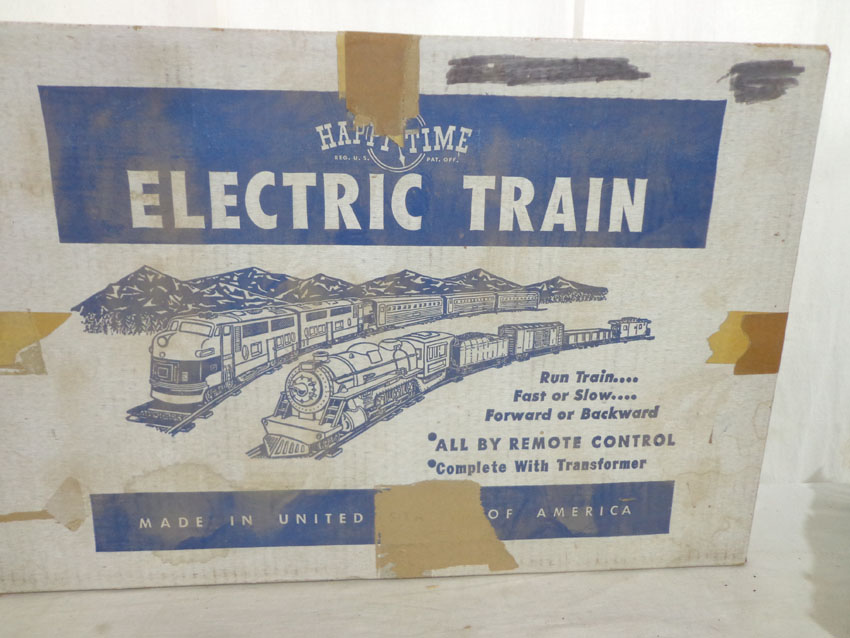 HAPPY TIME
REG. U. S. PAT. OFF.
ELECTRIC TRAIN
Run Train....
Fast or Slow....
Forward or Backward
•ALL BY REMOTE CONTROL
•Complete With Transformer
MADE IN UNITED STATES OF AMERICA